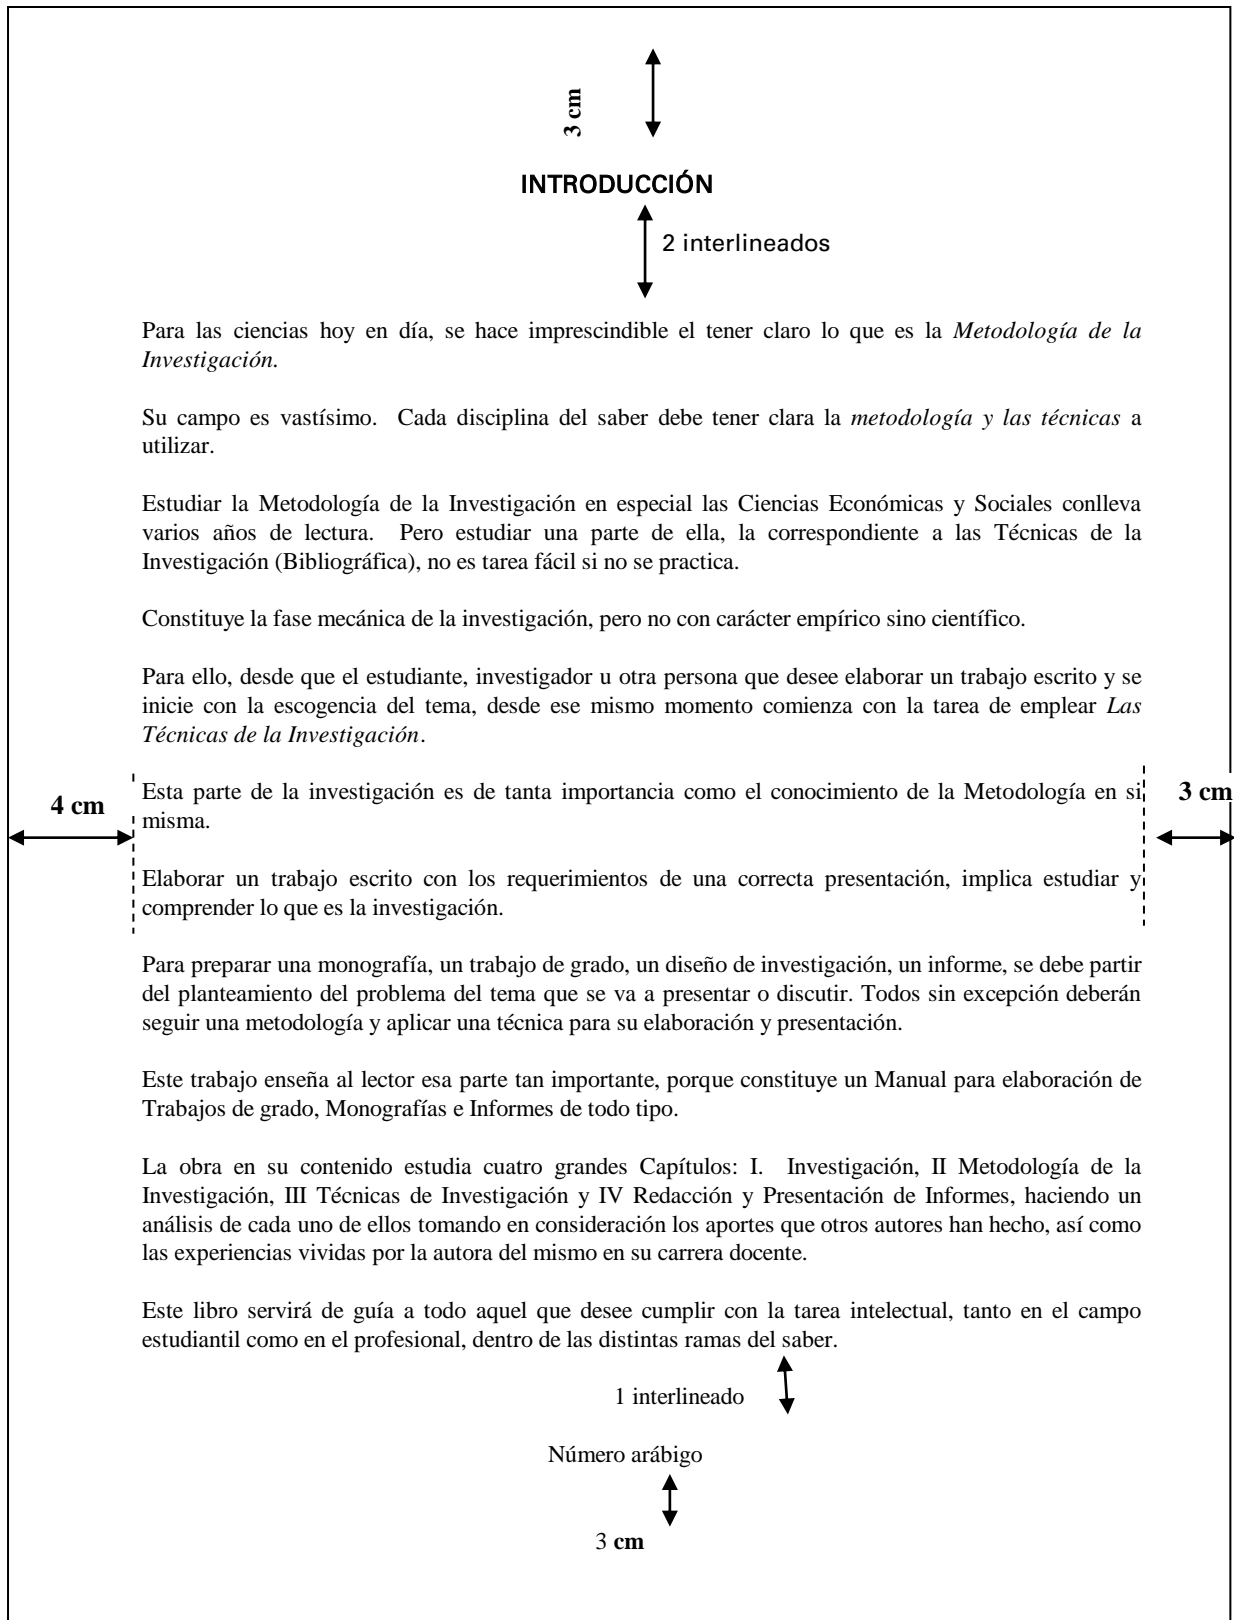 3 cm
INTRODUCCIÓN
2 interlineados
Para las ciencias hoy en día, se hace imprescindible el tener claro lo que es la Metodología de la
Investigación.
Su campo es vastísimo. Cada disciplina del saber debe tener clara la metodología y las técnicas a
utilizar.
Estudiar la Metodología de la Investigación en especial las Ciencias Económicas y Sociales conlleva
varios años de lectura. Pero estudiar una parte de ella, la correspondiente a las Técnicas de la
Investigación (Bibliográfica), no es tarea fácil si no se practica.
Constituye la fase mecánica de la investigación, pero no con carácter empírico sino científico.
Para ello, desde que el estudiante, investigador u otra persona que desee elaborar un trabajo escrito y se
inicie con la escogencia del tema, desde ese mismo momento comienza con la tarea de emplear Las
Técnicas de la Investigación.
4 cm
Esta parte de la investigación es de tanta importancia como el conocimiento de la Metodología en si
misma.
3 cm
Elaborar un trabajo escrito con los requerimientos de una correcta presentación, implica estudiar y
comprender lo que es la investigación.
Para preparar una monografía, un trabajo de grado, un diseño de investigación, un informe, se debe partir
del planteamiento del problema del tema que se va a presentar o discutir. Todos sin excepción deberán
seguir una metodología y aplicar una técnica para su elaboración y presentación.
Este trabajo enseña al lector esa parte tan importante, porque constituye un Manual para elaboración de
Trabajos de grado, Monografías e Informes de todo tipo.
La obra en su contenido estudia cuatro grandes Capítulos: I. Investigación, II Metodología de la
Investigación, III Técnicas de Investigación y IV Redacción y Presentación de Informes, haciendo un
análisis de cada uno de ellos tomando en consideración los aportes que otros autores han hecho, así como
las experiencias vividas por la autora del mismo en su carrera docente.
Este libro servirá de guía a todo aquel que desee cumplir con la tarea intelectual, tanto en el campo
estudiantil como en el profesional, dentro de las distintas ramas del saber.
1 interlineado
Número arábigo
3 cm